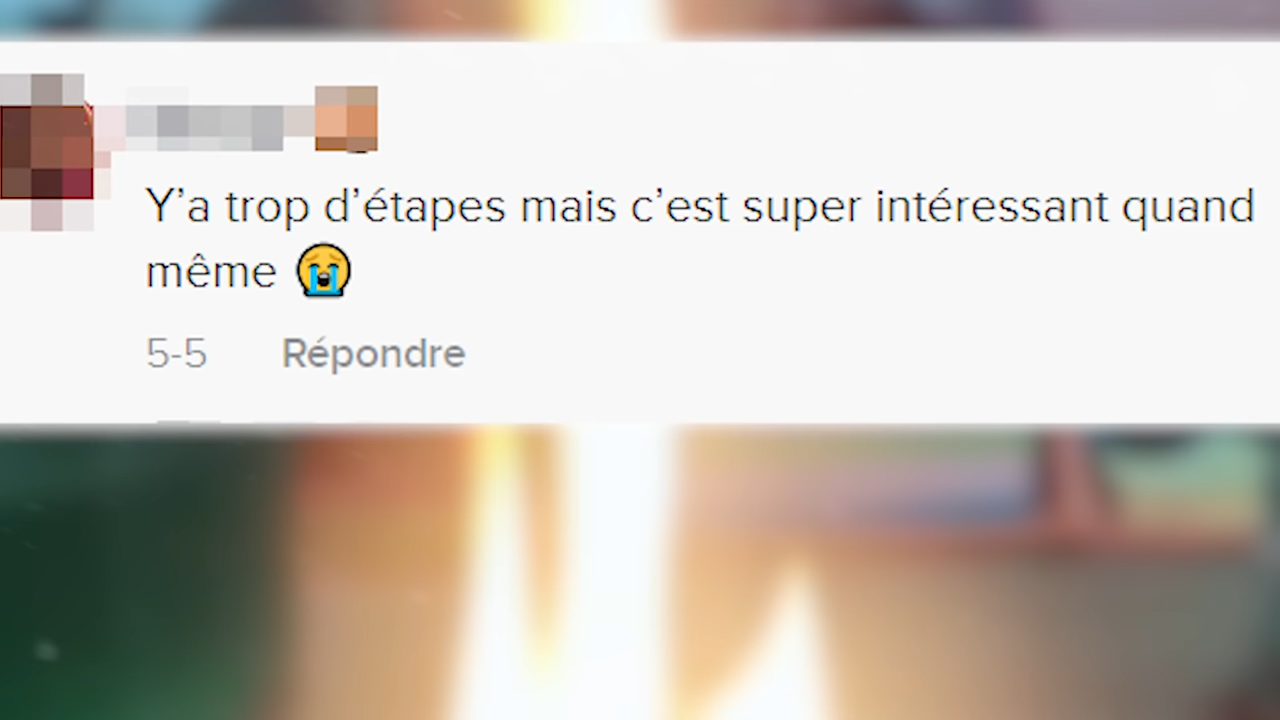 Y’a trop d’étapes mais c’est super intéressant quand
même 😭
5-5 Répondre